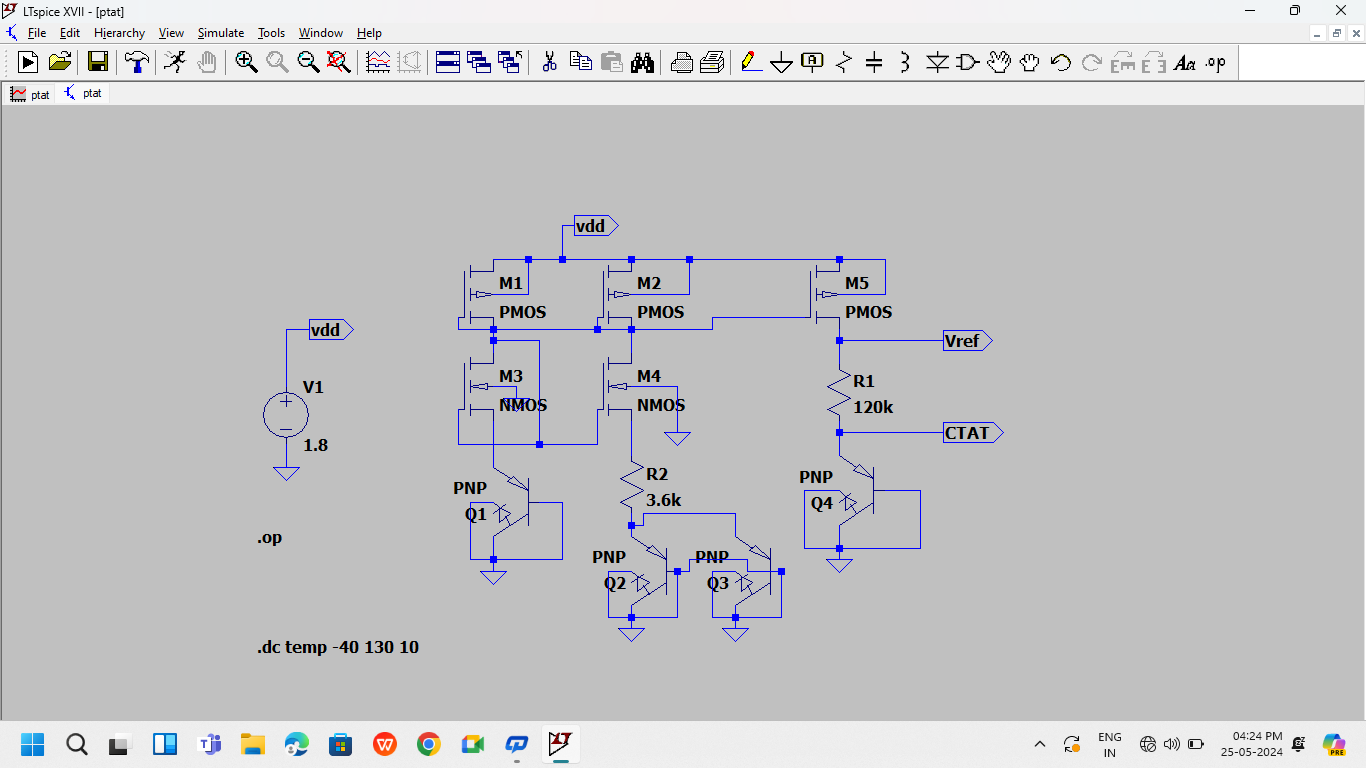 LTspice XVII - [ptat]
File Edit Hierarchy View Simulate Tools Window Help
ptat ptat
vdd
M1
PMOS
M2
PMOS
M5
PMOS
vdd
V1
1.8
M3
NMOS
M4
NMOS
Vref
R1
120k
CTAT
PNP
Q1
R2
3.6k
PNP
Q4
.op
PNP
Q2
PNP
Q3
.dc temp -40 130 10
ENG
IN
04:24 PM
25-05-2024
PRE